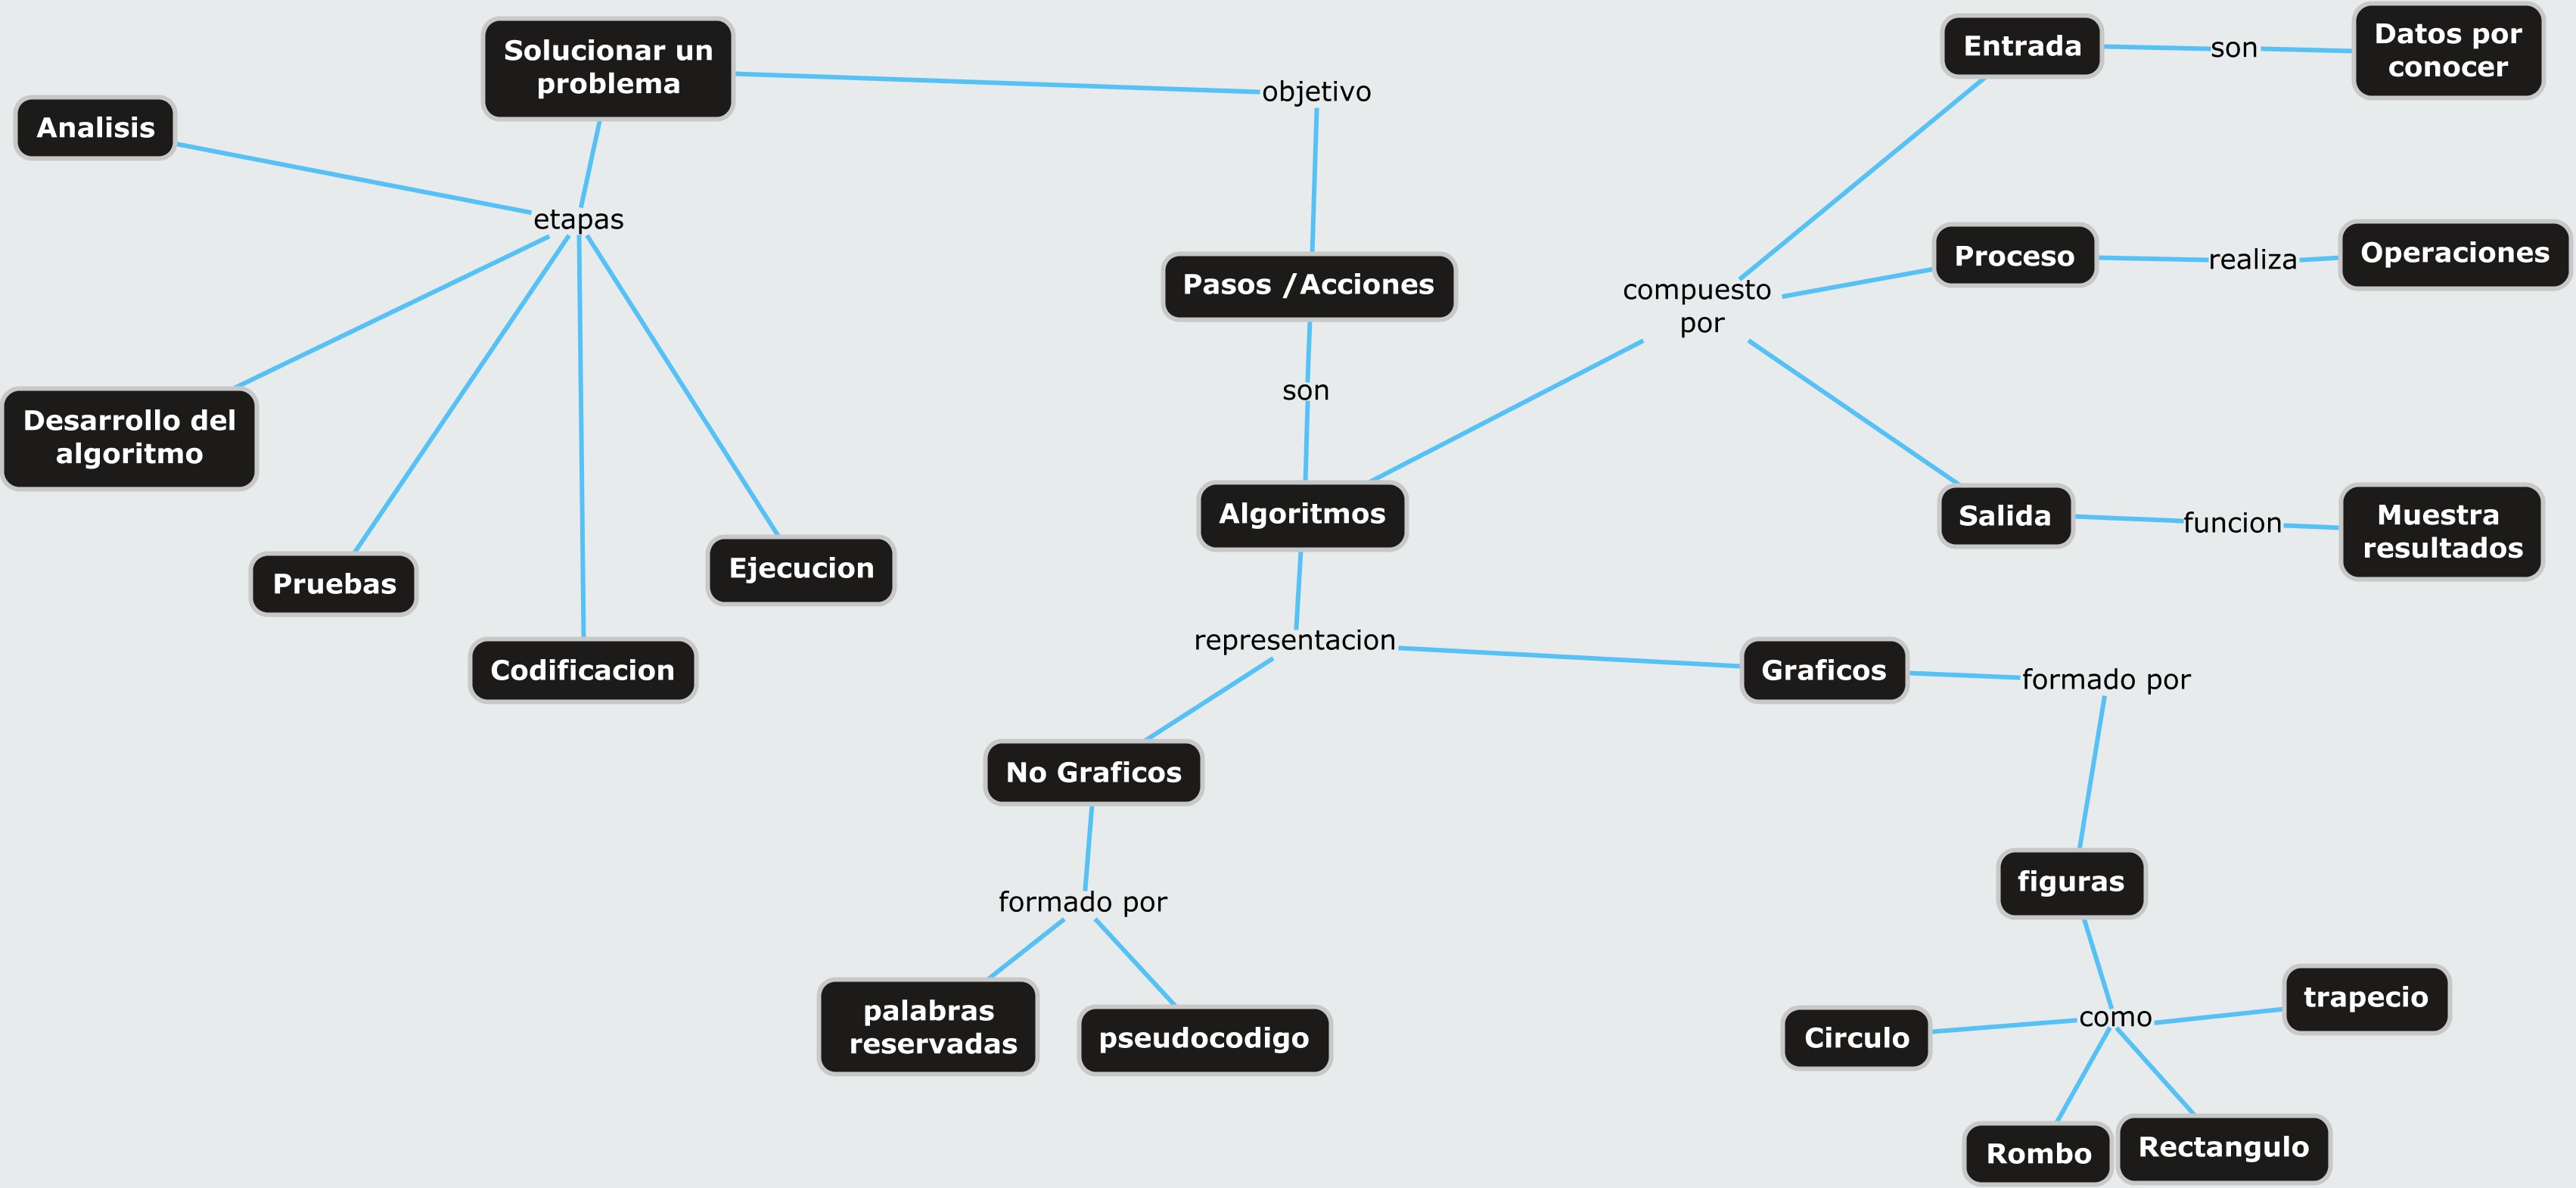 Solucionar un
problema
objetivo
Entrada
son
Datos por
conocer
Analisis
etapas
Pasos /Acciones
compuesto
por
Proceso
realiza
Operaciones
son
Desarrollo del
algoritmo
Algoritmos
Salida
funcion
Muestra
resultados
Pruebas
Ejecucion
Codificacion
representacion
Graficos
formado por
No Graficos
figuras
formado por
palabras
reservadas
pseudocodigo
Circulo
como
trapecio
Rombo
Rectangulo